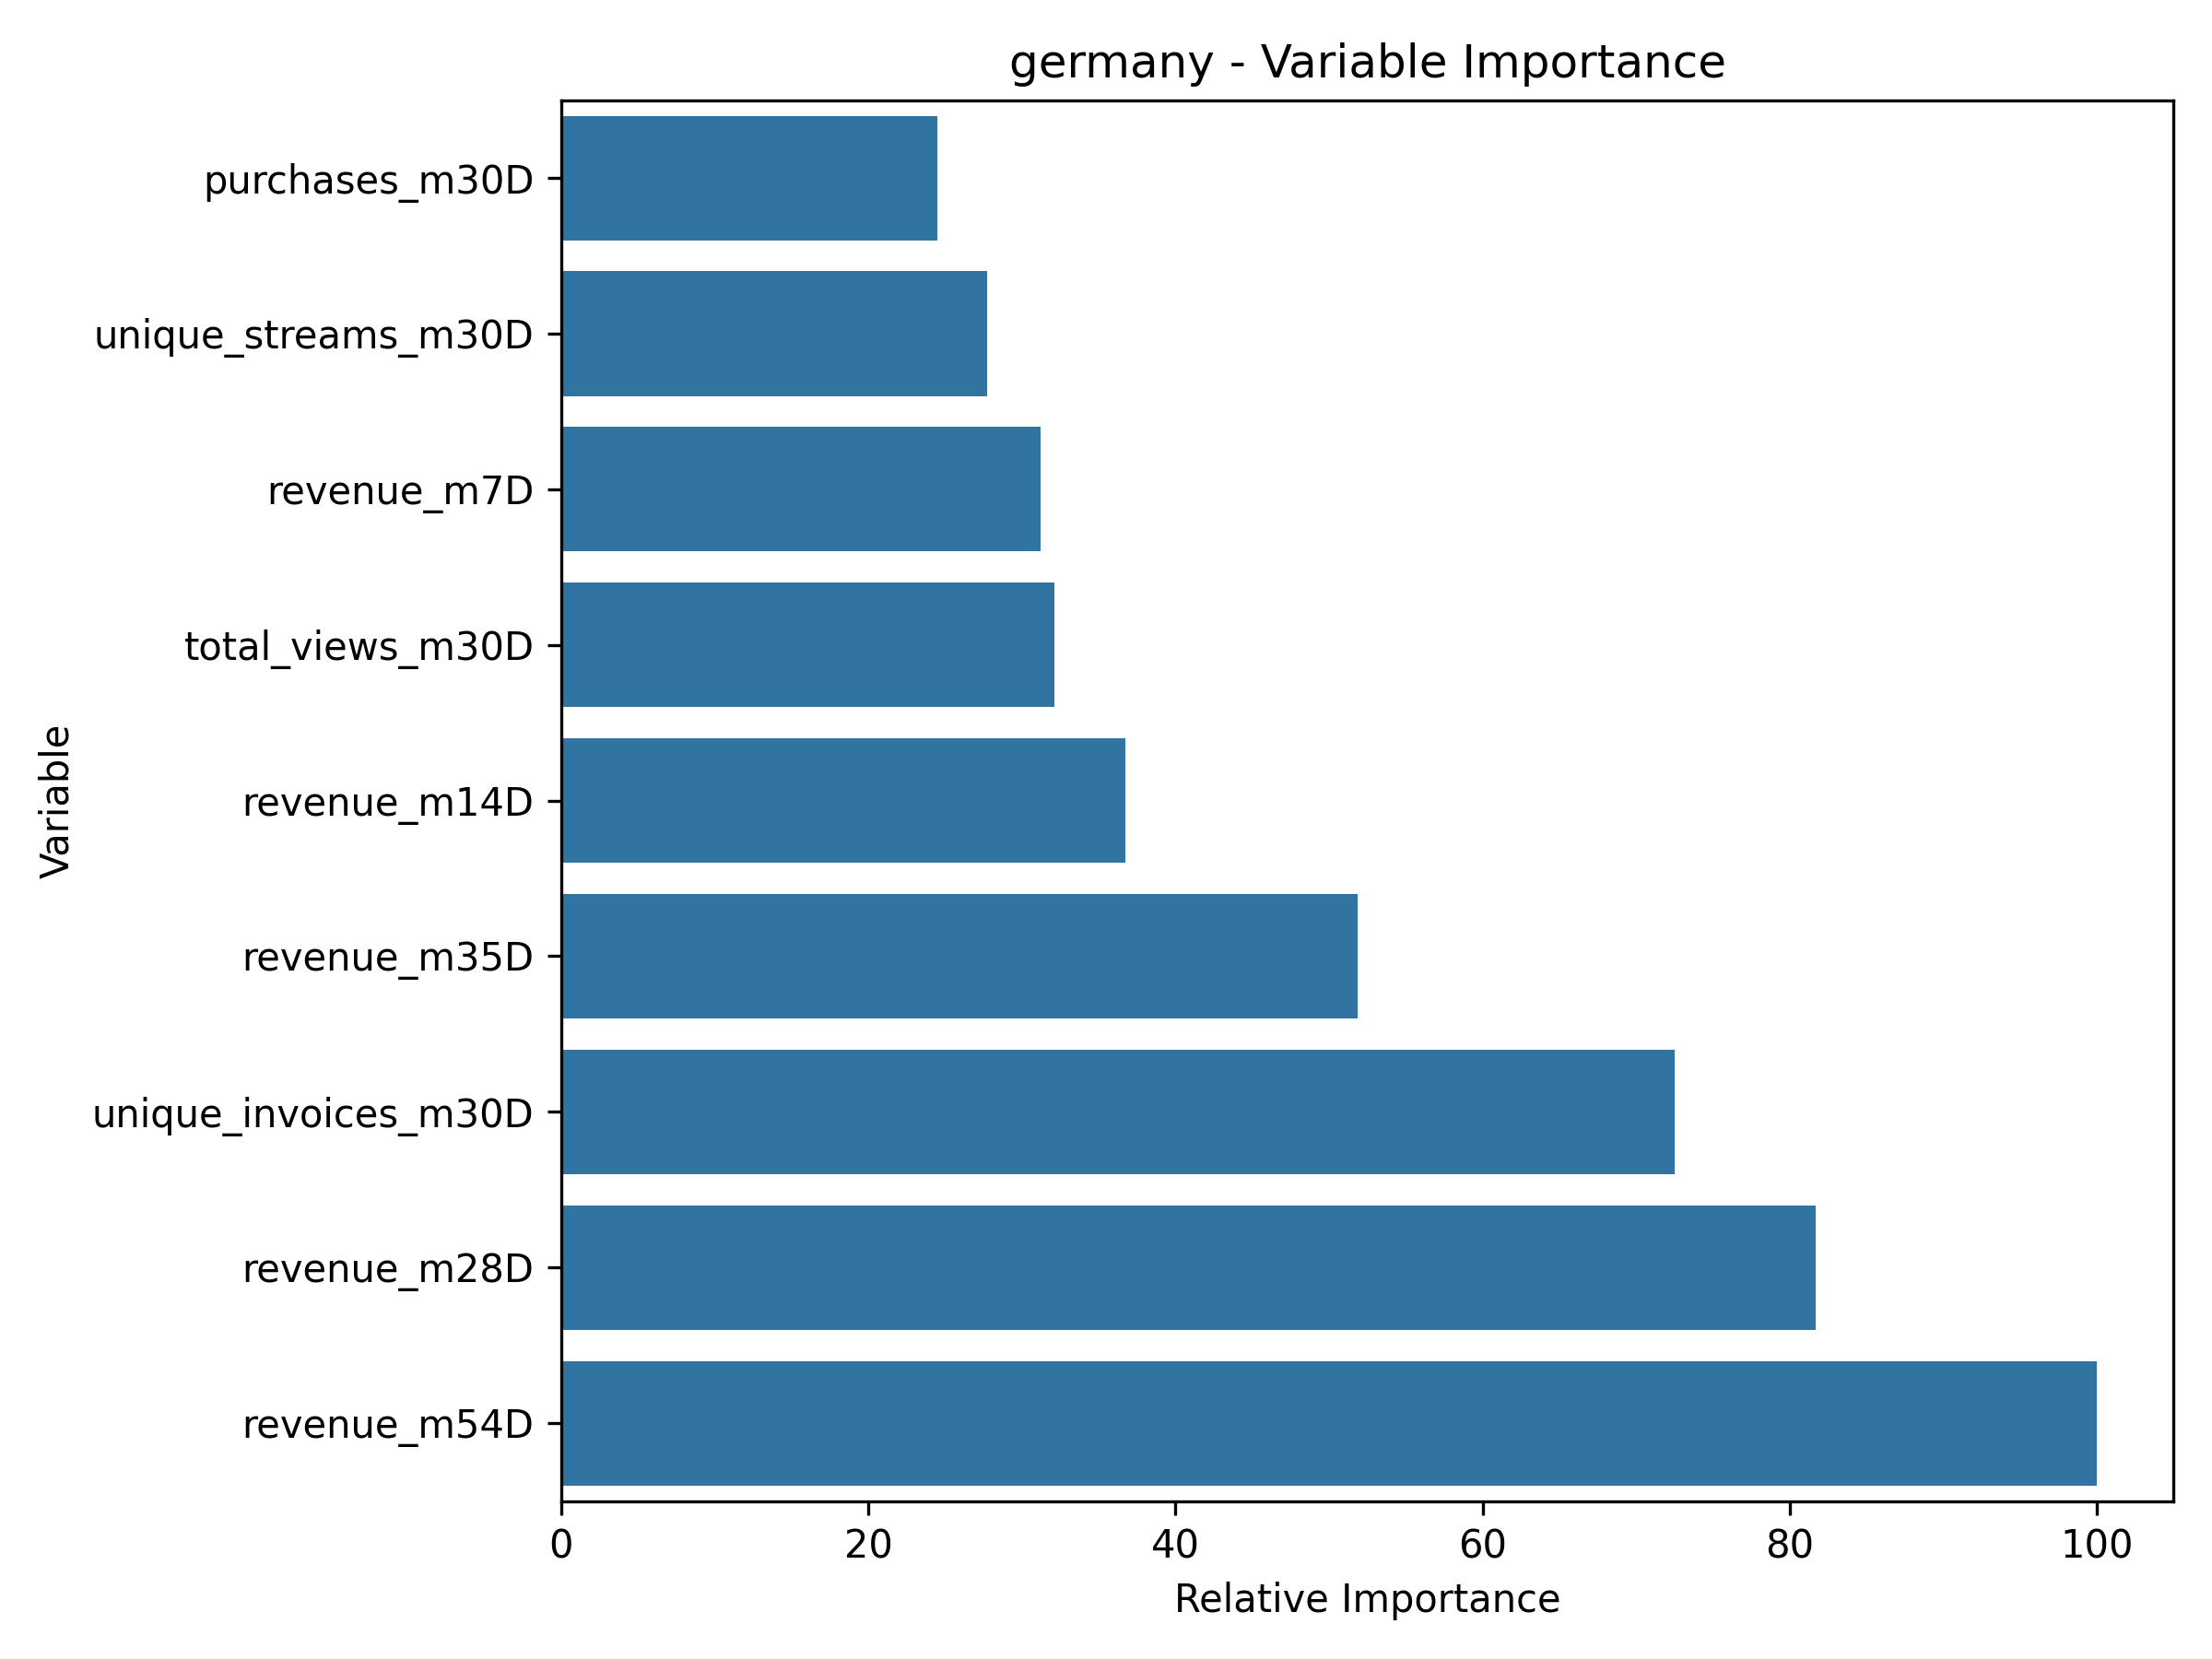 germany - Variable Importance
purchases_m30D
unique_streams_m30D
revenue_m7D
total_views_m30D
revenue_m14D
revenue_m35D
unique_invoices_m30D
revenue_m28D
revenue_m54D
Variable
0 20 40 60 80 100
Relative Importance